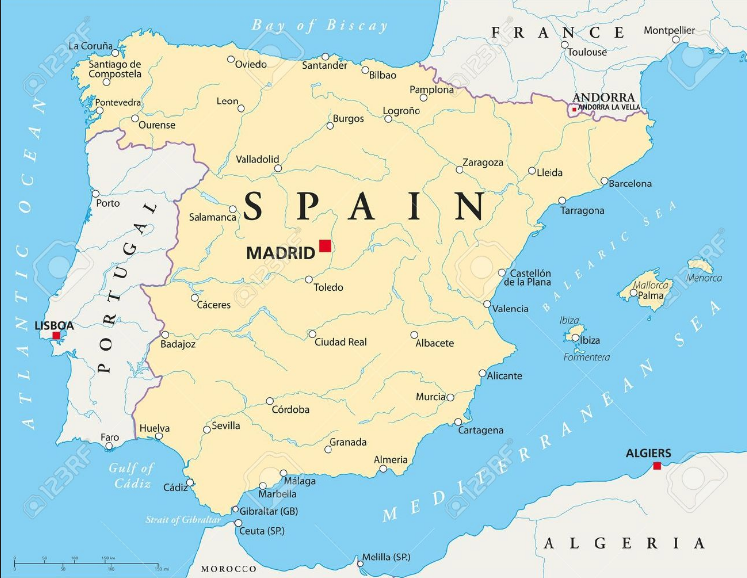 Bay of Biscay
F R A N C E
Montpellier
Toulouse
La Coruña
Santiago de
Compostela
Oviedo
Santander
Bilbao
Pamplona
ANDORRA
ANDORRA LA VELLA
Pontevedra
Leon
Logroño
Burgos
Ourense
Valladolid
Zaragoza
Lleida
Barcelona
Porto
Salamanca
S P A I N
Tarragona
ATLANTIC OCEAN
PORTUGAL
MADRID
BALEARIC SEA
Castellón
de la Plana
Toledo
Mallorca
Palma
Menorca
Cáceres
Valencia
LISBOA
Badajoz
Ciudad Real
Albacete
Ibiza
Ibiza
Formentera
Alicante
Murcia
Córdoba
Cartagena
MEDITERRANEAN SEA
Huelva
Sevilla
Faro
Granada
Almeria
ALGIERS
Gulf of
Cádiz
Cádiz
Málaga
Marbella
Gibraltar (GB)
Strait of Gibraltar
Ceuta (SP.)
A L G E R I A
Melilla (SP.)
MOROCCO
123RF